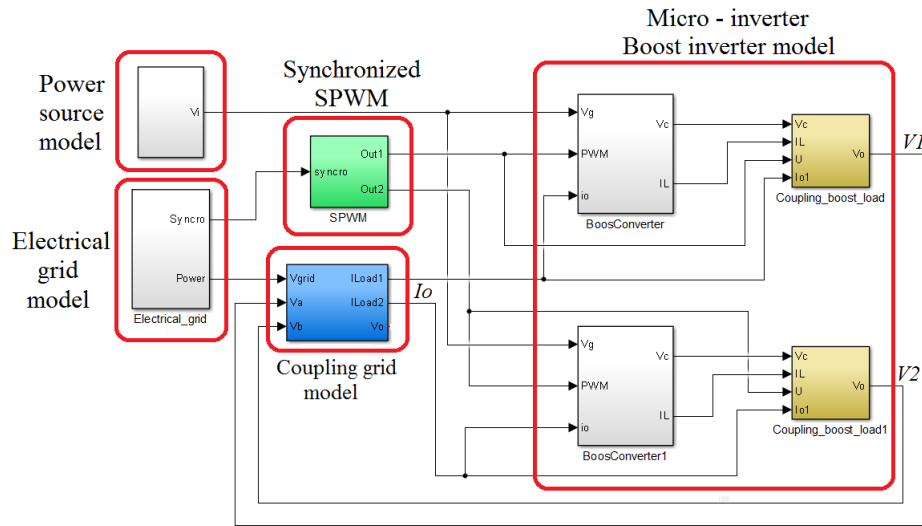 Micro - inverter
Boost inverter model
Power
source
model
Vi
Synchronized
SPWM
syncro
Out1
Out2
SPWM
Electrical
grid
model
Syncro
Power
Electrical_grid
Vgrid
Va
Vb
ILoad1
ILoad2
Vo
Io
Coupling grid
model
Vg
PWM
io
Vc
IL
BoosConverter
Vc
IL
U
Io1
Vo
Coupling_boost_load
V1
Vg
PWM
io
Vc
IL
BoosConverter1
Vc
IL
U
Io1
Vo
Coupling_boost_load1
V2